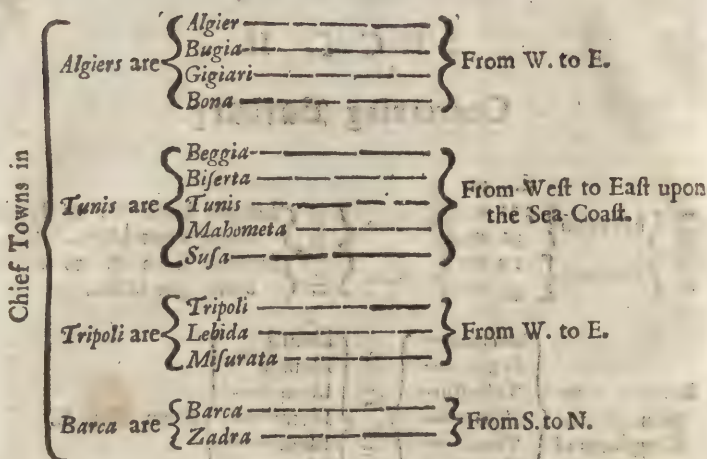 Chief Towns in
Algiers are
Algier
Bugia
Gigiari
Bona
From W. to E.
Tunis are
Beggia
Biſerta
Tunis
Mahometa
Suſa
From Weſt to Eaſt upon
the Sea-Coaſt.
Tripoli are
Tripoli
Lebida
Miſurata
From W. to E.
Barca are
Barca
Zadra
From S. to N.